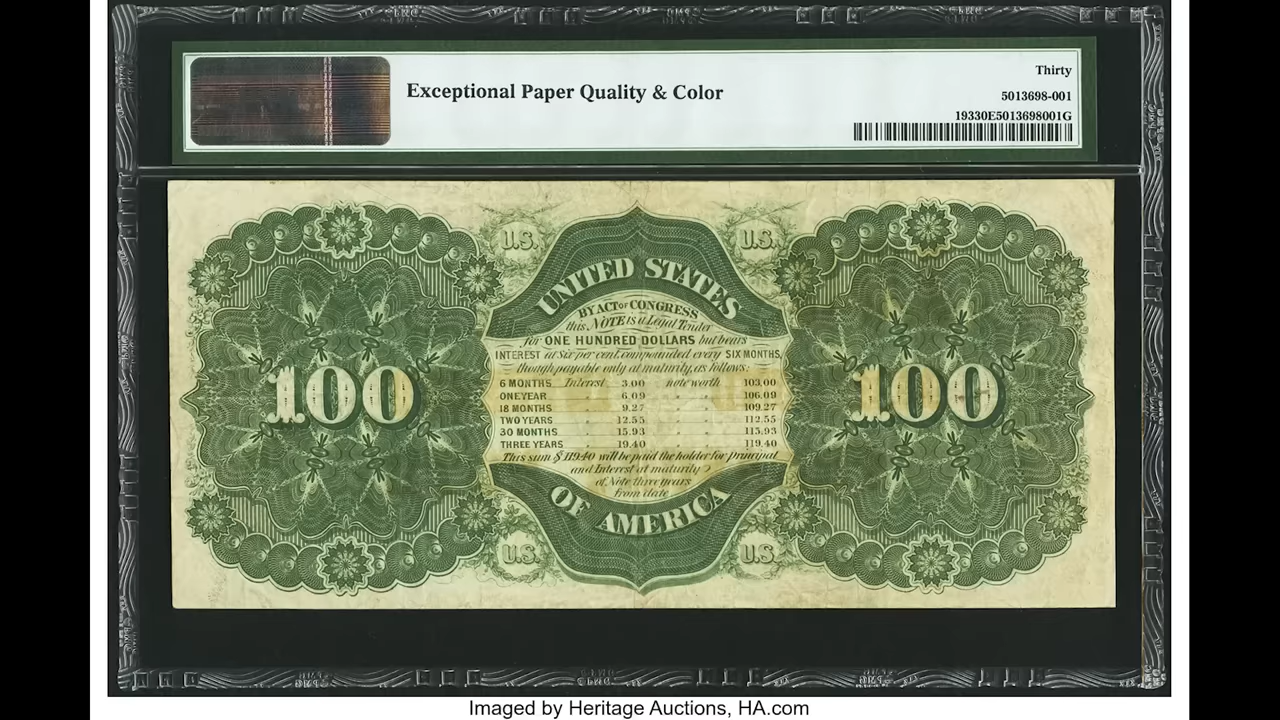 Exceptional Paper Quality & Color
Thirty
5013698-001
19330E5013698001G
U.S. U.S.
UNITED STATES
BY ACT OF CONGRESS
this NOTE is a Legal Tender
for ONE HUNDRED DOLLARS but bears
INTEREST at six per cent. compounded every SIX MONTHS,
though payable only at maturity, as follows:
6 MONTHS Interest 3.00 note worth 103.00
ONE YEAR " 6.09 " " 106.09
18 MONTHS " 9.27 " " 109.27
TWO YEARS " 12.55 " " 112.55
30 MONTHS " 15.93 " " 115.93
THREE YEARS " 19.40 " " 119.40
This sum $119.40 will be paid the holder for Principal
and Interest at maturity
of Note three years
from date
100 100
OF AMERICA
U.S. U.S.
Imaged by Heritage Auctions, HA.com